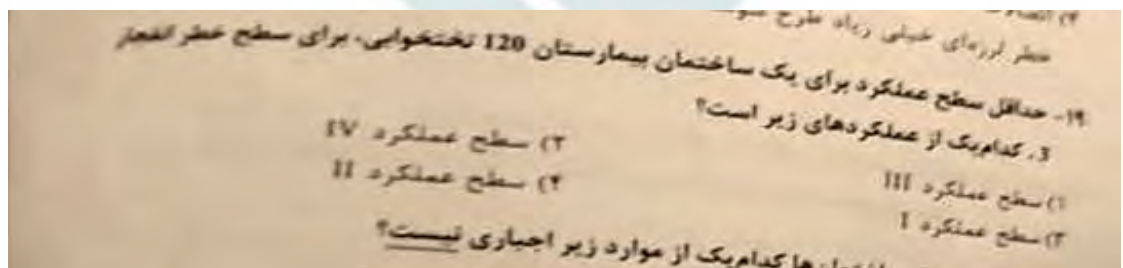 ۴) اتصالات
خطر لرزه‌ای خیلی زیاد طرح
۱۹- حداقل سطح عملکرد برای یک ساختمان بیمارستان 120 تختخوابی، برای سطح خطر انفجار
3، کدام‌یک از عملکردهای زیر است؟
۱) سطح عملکرد III
۲) سطح عملکرد IV
۳) سطح عملکرد I
۴) سطح عملکرد II
کدام‌یک از موارد زیر اجباری نیست؟